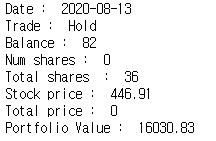 Date :  2020-08-13
Trade :  Hold
Balance :  82
Num shares :  0
Total shares  :  36
Stock price :  446.91
Total price :  0
Portfolio Value :  16030.83